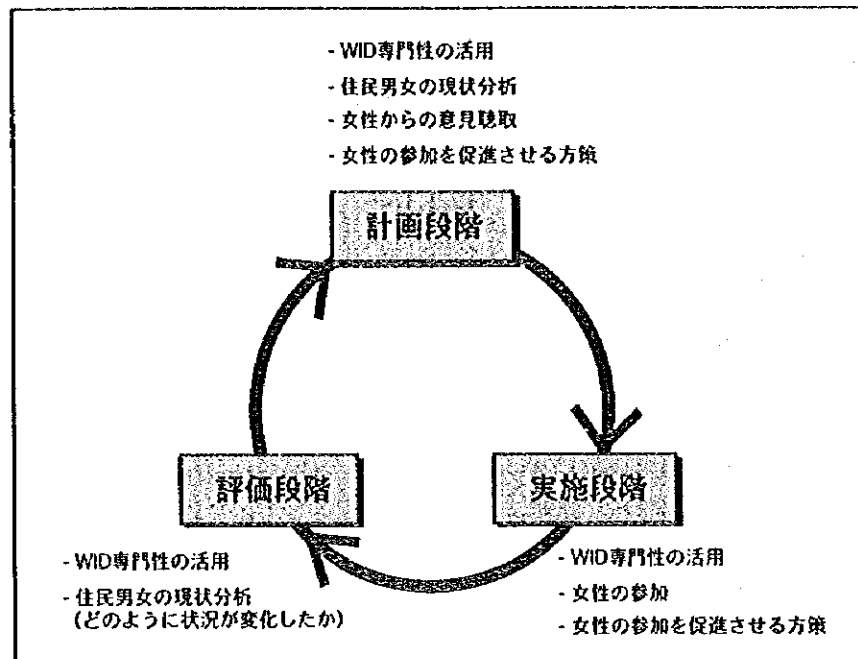 - WID専門性の活用
- 住民男女の現状分析
- 女性からの意見聴取
- 女性の参加を促進させる方策
計画段階
評価段階
実施段階
- WID専門性の活用
- 住民男女の現状分析
(どのように状況が変化したか)
- WID専門性の活用
- 女性の参加
- 女性の参加を促進させる方策